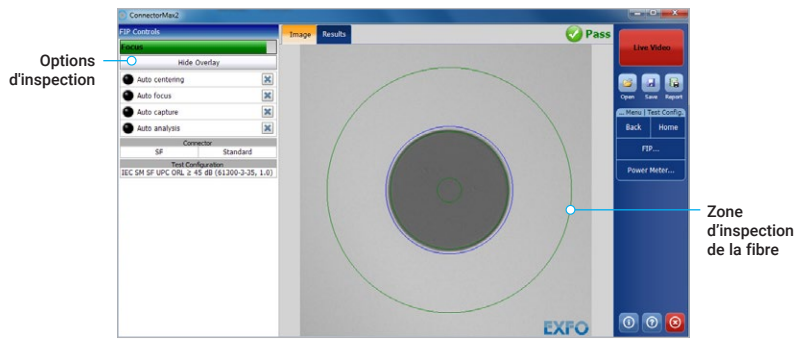 ConnectorMax2
FIP Controls
Focus
Hide Overlay
Auto centering
Auto focus
Auto capture
Auto analysis
Connector
SF Standard
Test Configuration
IEC SM SF UPC ORL ≥ 45 dB (61300-3-35, 1.0)
Options
d'inspection
Image Results
Pass
EXFO
Live Video
Open Save Report
... Menu | Test Config.
Back Home
FIP...
Power Meter...
Zone
d’inspection
de la fibre